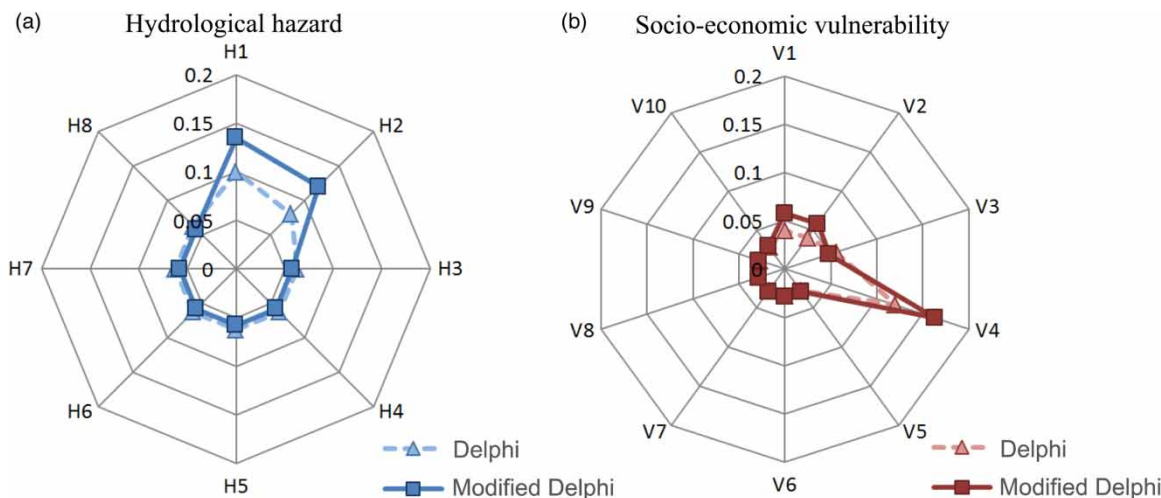 (a) Hydrological hazard
H1
0.2
0.15
0.1
0.05
0
H2
H3
H4
H5
H6
H7
H8
Delphi
Modified Delphi
(b) Socio-economic vulnerability
V1
0.2
0.15
0.1
0.05
0
V2
V3
V4
V5
V6
V7
V8
V9
V10
Delphi
Modified Delphi